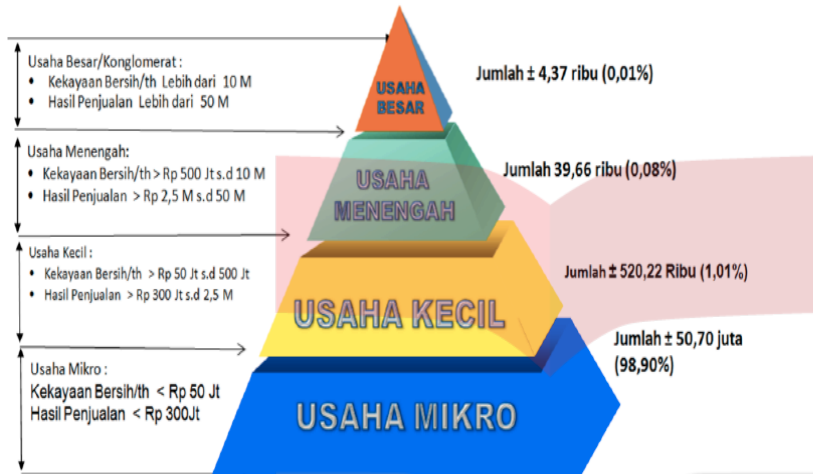 Usaha Besar/Konglomerat :
• Kekayaan Bersih/th Lebih dari 10 M
• Hasil Penjualan Lebih dari 50 M
USAHA
BESAR
Jumlah ± 4,37 ribu (0,01%)
Usaha Menengah:
• Kekayaan Bersih/th > Rp 500 Jt s.d 10 M
• Hasil Penjualan > Rp 2,5 M s.d 50 M
USAHA
MENENGAH
Jumlah 39,66 ribu (0,08%)
Usaha Kecil :
• Kekayaan Bersih/th > Rp 50 Jt s.d 500 Jt
• Hasil Penjualan > Rp 300 Jt s.d 2,5 M
USAHA KECIL
Jumlah ± 520,22 Ribu (1,01%)
Usaha Mikro :
Kekayaan Bersih/th < Rp 50 Jt
Hasil Penjualan < Rp 300Jt
USAHA MIKRO
Jumlah ± 50,70 juta
(98,90%)